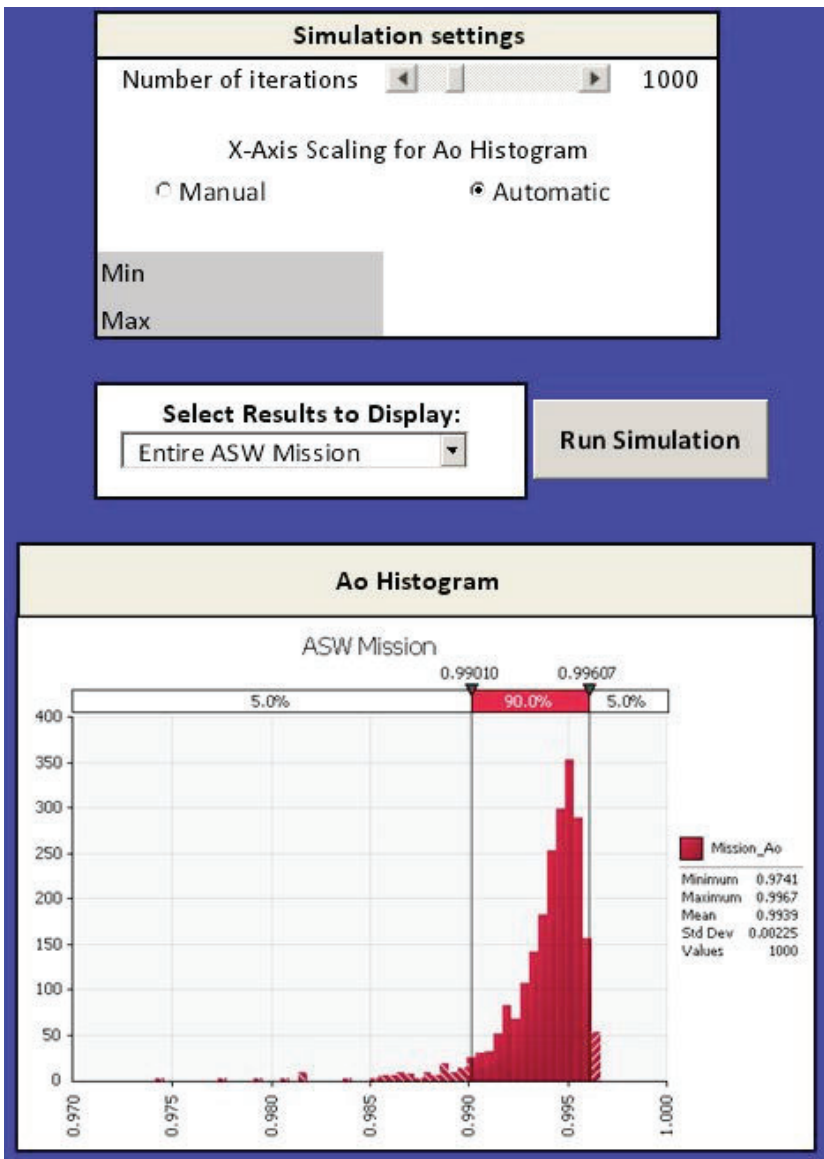 Simulation settings
Number of iterations 1000
X-Axis Scaling for Ao Histogram
Manual Automatic
Min
Max
Select Results to Display:
Entire ASW Mission
Run Simulation
Ao Histogram
ASW Mission
0.99010 0.99607
5.0% 90.0% 5.0%
400
350
300
250
200
150
100
50
0
0.970 0.975 0.980 0.985 0.990 0.995 1.000
Mission_Ao
Minimum 0.9741
Maximum 0.9967
Mean 0.9939
Std Dev 0.00225
Values 1000